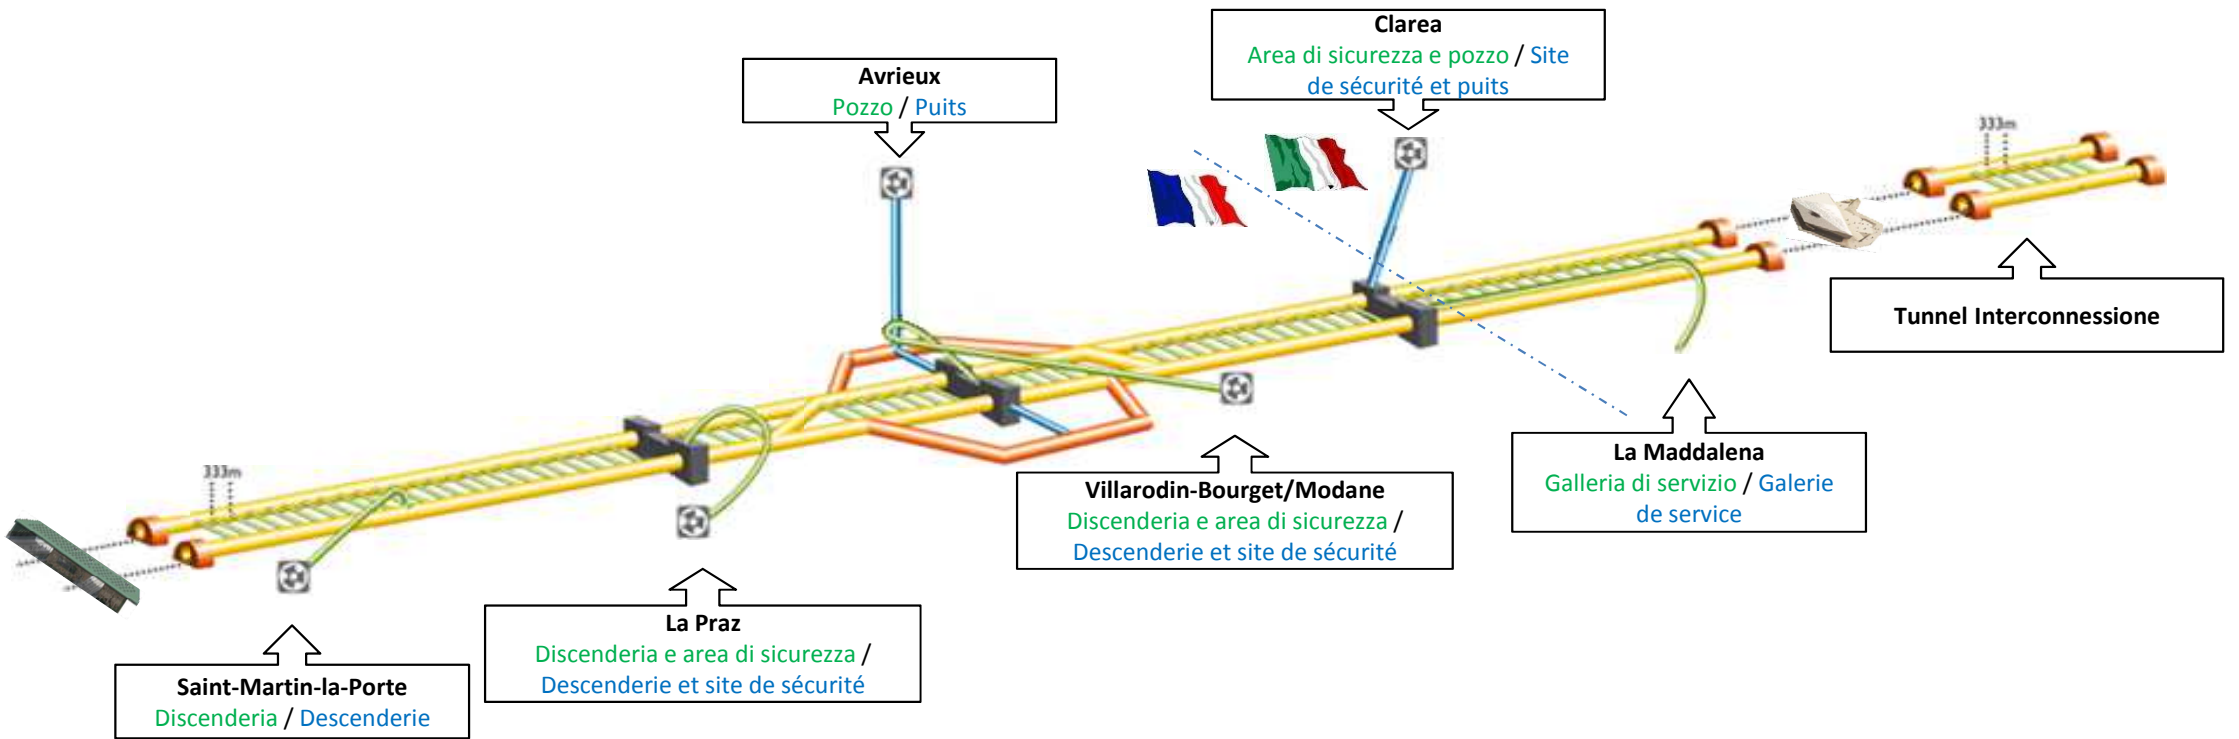 Clarea
Area di sicurezza e pozzo / Site
de sécurité et puits
Avrieux
Pozzo / Puits
333m
Tunnel Interconnessione
La Maddalena
Galleria di servizio / Galerie
de service
Villarodin-Bourget/Modane
Discenderia e area di sicurezza /
Descenderie et site de sécurité
333m
La Praz
Discenderia e area di sicurezza /
Descenderie et site de sécurité
Saint-Martin-la-Porte
Discenderia / Descenderie